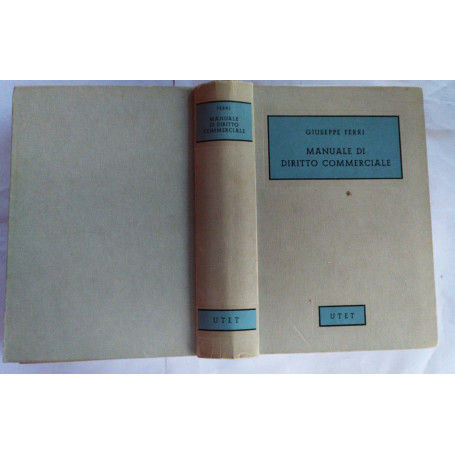 FERRI
MANUALE
DI DIRITTO
COMMERCIALE
UTET
GIUSEPPE FERRI
MANUALE DI
DIRITTO COMMERCIALE
UTET